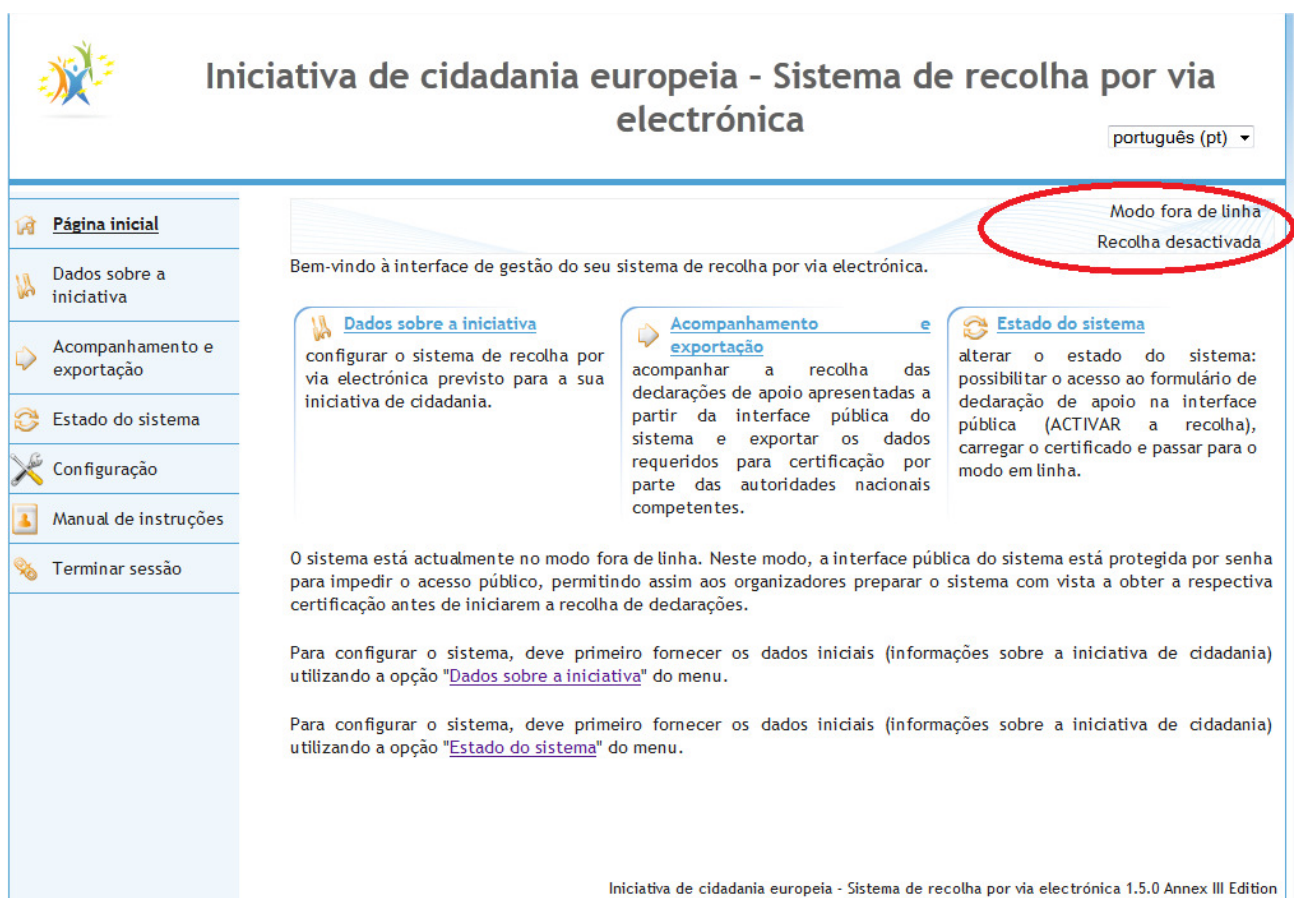 Iniciativa de cidadania europeia - Sistema de recolha por via
electrónica
português (pt)
Página inicial
Dados sobre a
iniciativa
Acompanhamento e
exportação
Estado do sistema
Configuração
Manual de instruções
Terminar sessão
Modo fora de linha
Recolha desactivada
Bem-vindo à interface de gestão do seu sistema de recolha por via electrónica.
Dados sobre a iniciativa
configurar o sistema de recolha por
via electrónica previsto para a sua
iniciativa de cidadania.
Acompanhamento e
exportação
acompanhar a recolha das
declarações de apoio apresentadas a
partir da interface pública do
sistema e exportar os dados
requeridos para certificação por
parte das autoridades nacionais
competentes.
Estado do sistema
alterar o estado do sistema:
possibilitar o acesso ao formulário de
declaração de apoio na interface
pública (ACTIVAR a recolha),
carregar o certificado e passar para o
modo em linha.
O sistema está actualmente no modo fora de linha. Neste modo, a interface pública do sistema está protegida por senha
para impedir o acesso público, permitindo assim aos organizadores preparar o sistema com vista a obter a respectiva
certificação antes de iniciarem a recolha de declarações.
Para configurar o sistema, deve primeiro fornecer os dados iniciais (informações sobre a iniciativa de cidadania)
utilizando a opção "Dados sobre a iniciativa" do menu.
Para configurar o sistema, deve primeiro fornecer os dados iniciais (informações sobre a iniciativa de cidadania)
utilizando a opção "Estado do sistema" do menu.
Iniciativa de cidadania europeia - Sistema de recolha por via electrónica 1.5.0 Annex III Edition